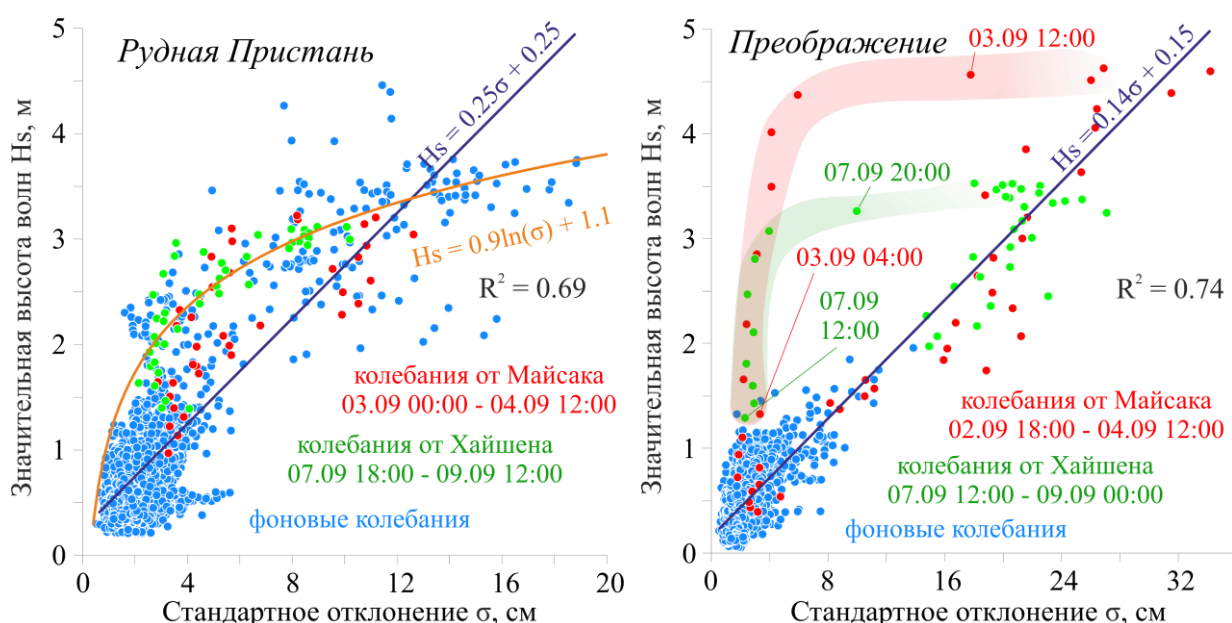 Рудная Пристань
Значительная высота волн Hs, м
5
4
3
2
1
0
Hs = 0.25σ + 0.25
Hs = 0.9ln(σ) + 1.1
R² = 0.69
колебания от Майсака
03.09 00:00 - 04.09 12:00
колебания от Хайшена
07.09 18:00 - 09.09 12:00
фоновые колебания
0 4 8 12 16 20
Стандартное отклонение σ, см
Преображение
Значительная высота волн Hs, м
5
4
3
2
1
0
03.09 12:00
Hs = 0.14σ + 0.15
07.09 20:00
03.09 04:00
07.09
12:00
R² = 0.74
колебания от Майсака
02.09 18:00 - 04.09 12:00
колебания от Хайшена
07.09 12:00 - 09.09 00:00
фоновые колебания
0 8 16 24 32
Стандартное отклонение σ, см